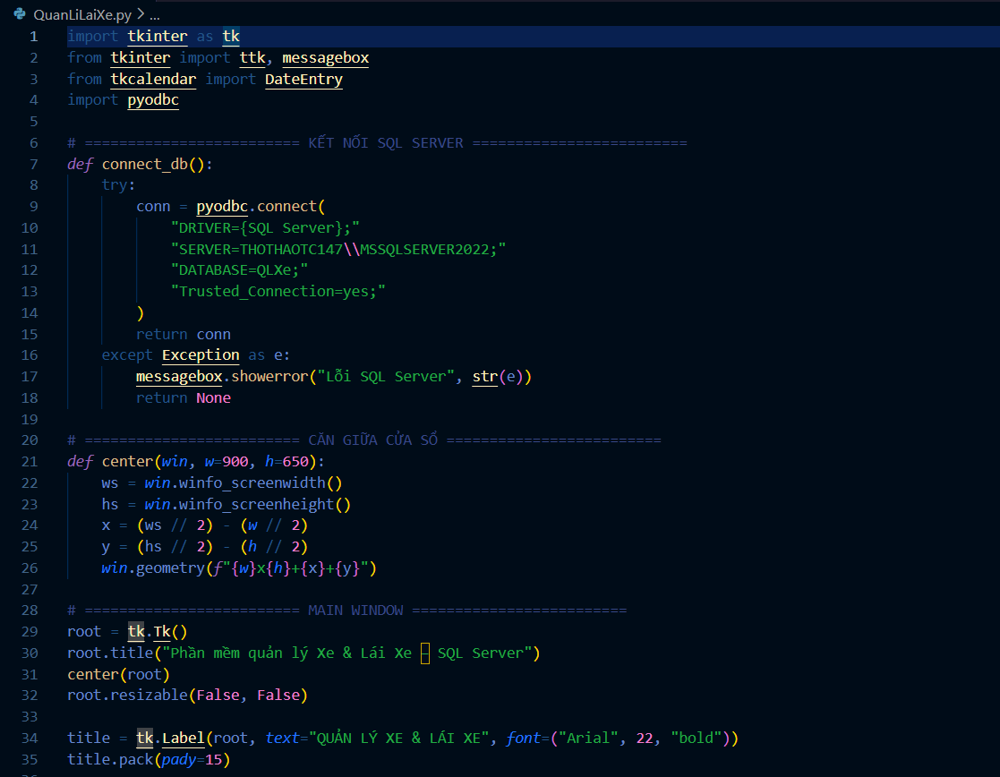 QuanLiLaiXe.py > ...
1 import tkinter as tk
2 from tkinter import ttk, messagebox
3 from tkcalendar import DateEntry
4 import pyodbc
5
6 # ========================= KẾT NỐI SQL SERVER =========================
7 def connect_db():
8     try:
9         conn = pyodbc.connect(
10             "DRIVER={SQL Server};"
11             "SERVER=THOTHAOTC147\\MSSQLSERVER2022;"
12             "DATABASE=QLXe;"
13             "Trusted_Connection=yes;"
14         )
15         return conn
16     except Exception as e:
17         messagebox.showerror("Lỗi SQL Server", str(e))
18         return None
19
20 # ========================= CĂN GIỮA CỬA SỔ =========================
21 def center(win, w=900, h=650):
22     ws = win.winfo_screenwidth()
23     hs = win.winfo_screenheight()
24     x = (ws // 2) - (w // 2)
25     y = (hs // 2) - (h // 2)
26     win.geometry(f"{w}x{h}+{x}+{y}")
27
28 # ========================= MAIN WINDOW =========================
29 root = tk.Tk()
30 root.title("Phần mềm quản lý Xe & Lái Xe – SQL Server")
31 center(root)
32 root.resizable(False, False)
33
34 title = tk.Label(root, text="QUẢN LÝ XE & LÁI XE", font=("Arial", 22, "bold"))
35 title.pack(pady=15)